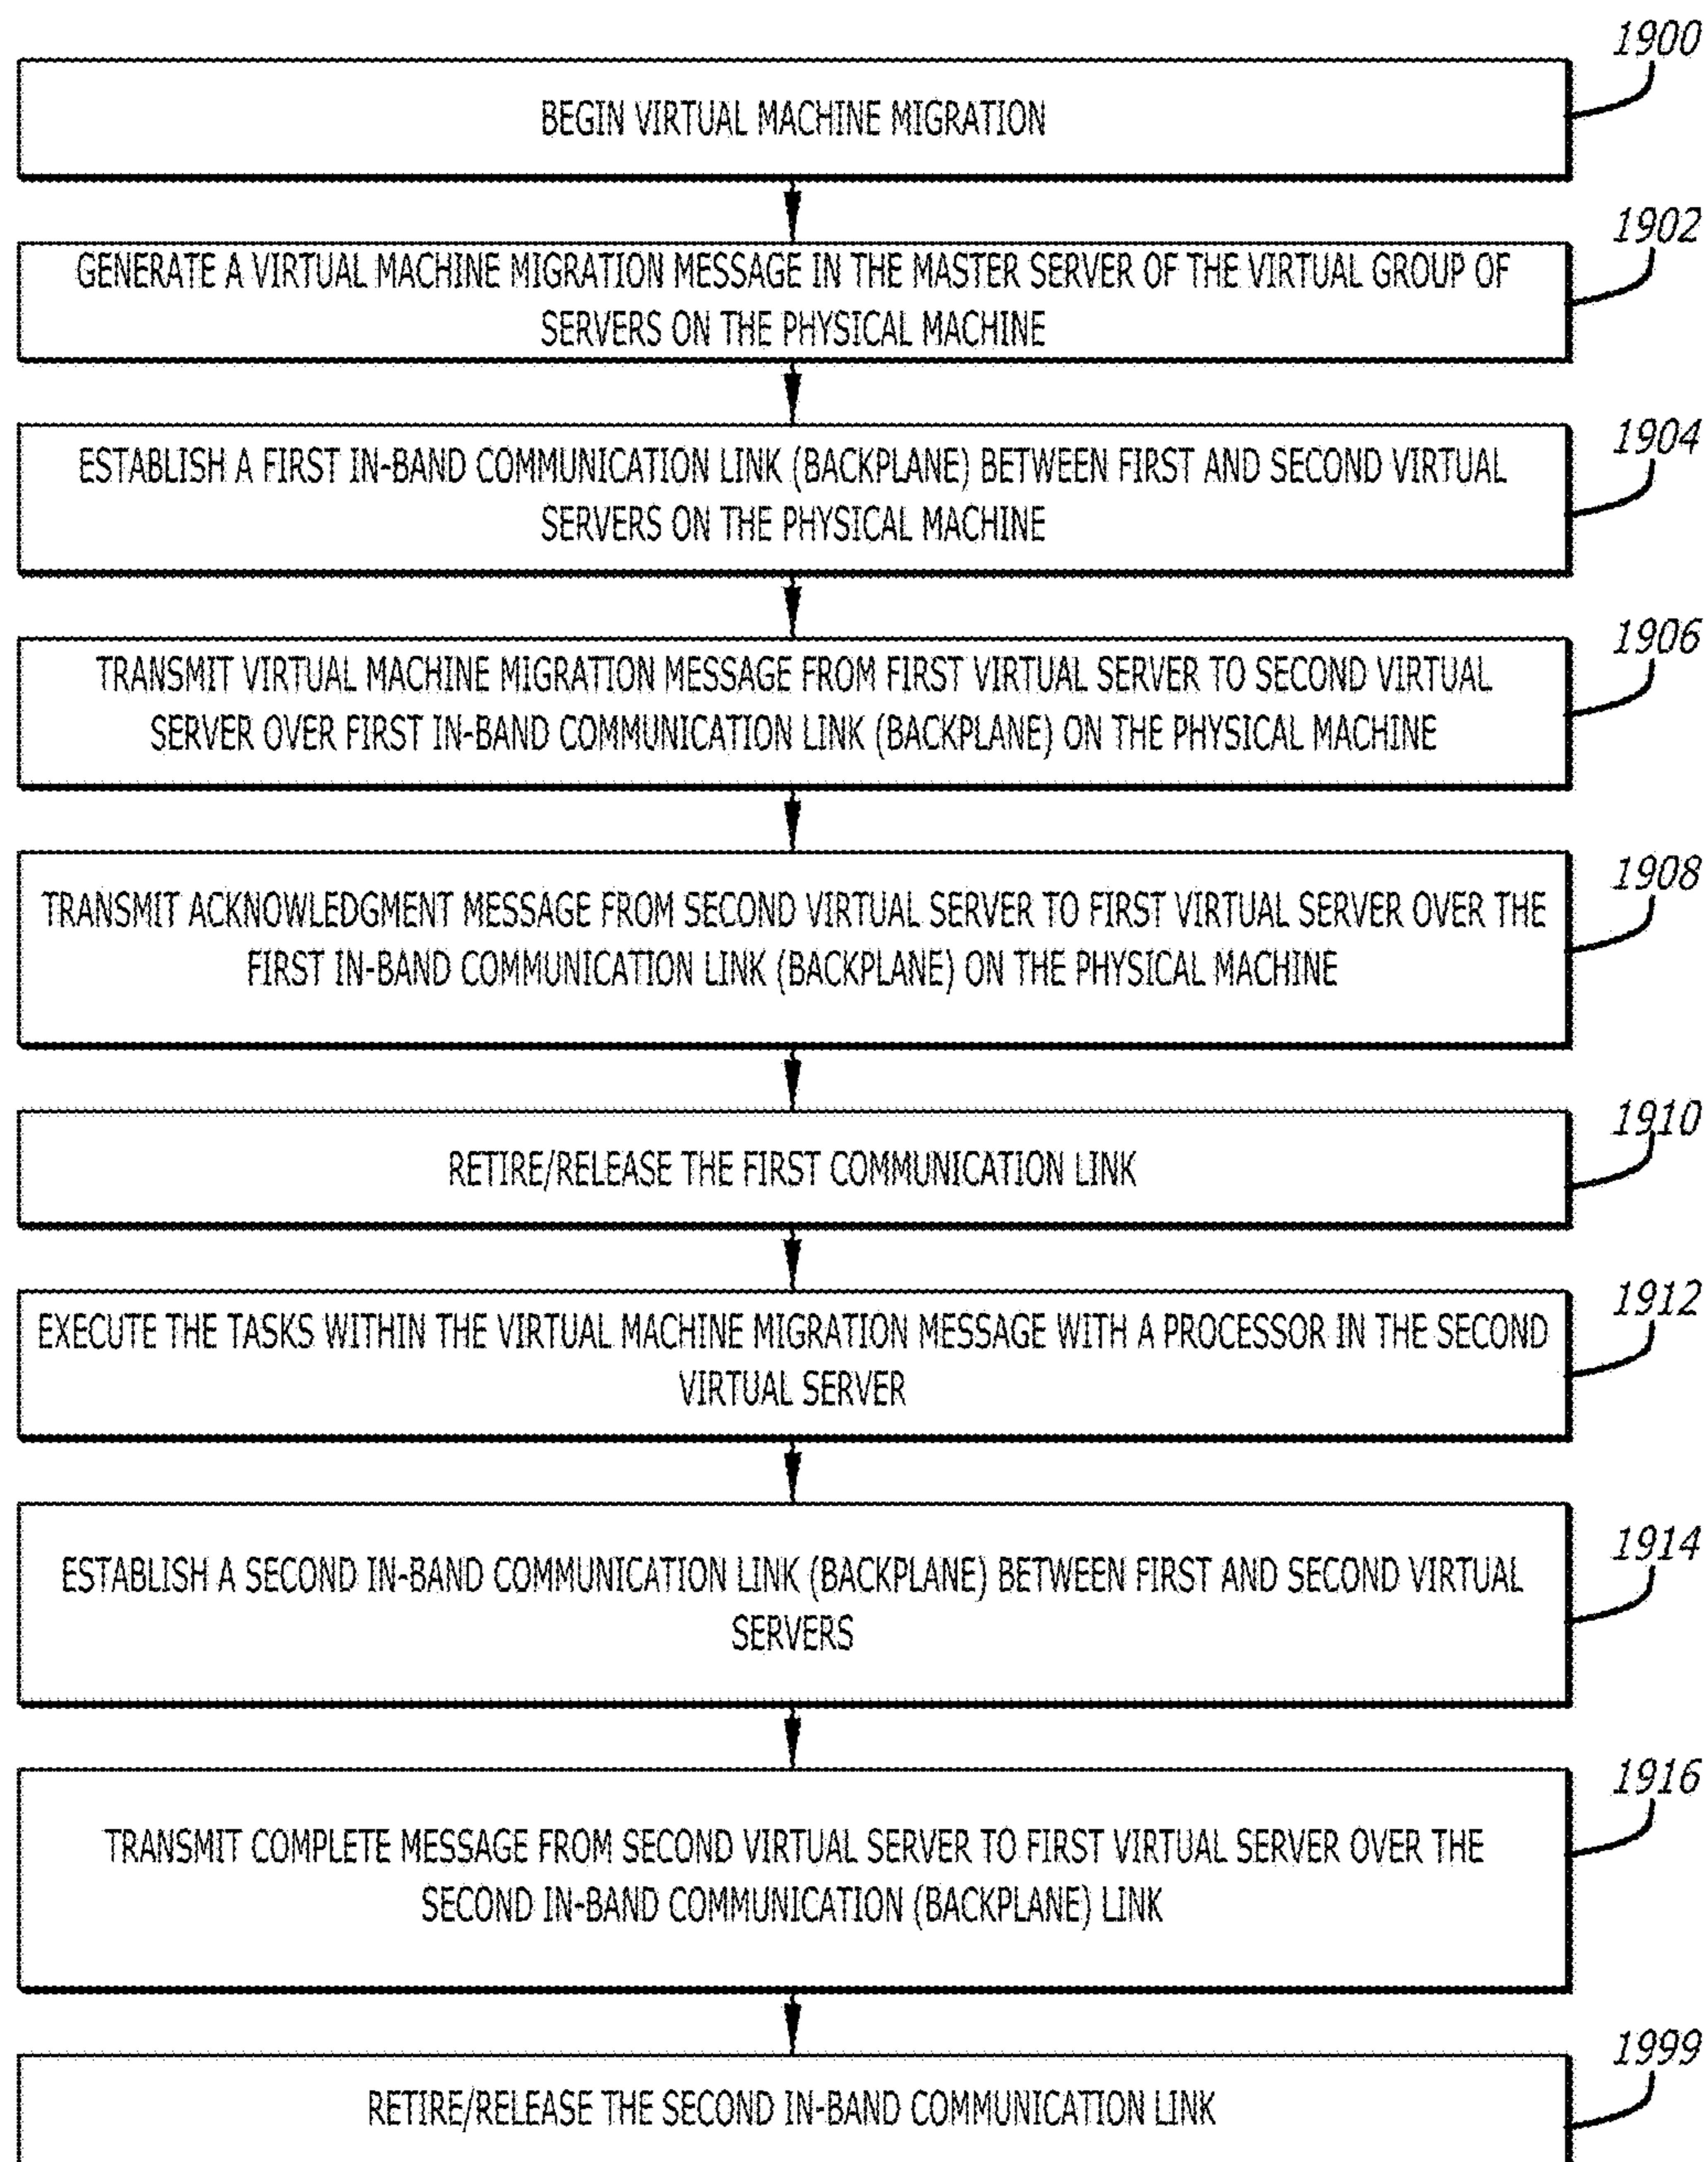 1900
BEGIN VIRTUAL MACHINE MIGRATION
1902
GENERATE A VIRTUAL MACHINE MIGRATION MESSAGE IN THE MASTER SERVER OF THE VIRTUAL GROUP OF
SERVERS ON THE PHYSICAL MACHINE
1904
ESTABLISH A FIRST IN-BAND COMMUNICATION LINK (BACKPLANE) BETWEEN FIRST AND SECOND VIRTUAL
SERVERS ON THE PHYSICAL MACHINE
1906
TRANSMIT VIRTUAL MACHINE MIGRATION MESSAGE FROM FIRST VIRTUAL SERVER TO SECOND VIRTUAL
SERVER OVER FIRST IN-BAND COMMUNICATION LINK (BACKPLANE) ON THE PHYSICAL MACHINE
1908
TRANSMIT ACKNOWLEDGMENT MESSAGE FROM SECOND VIRTUAL SERVER TO FIRST VIRTUAL SERVER OVER THE
FIRST IN-BAND COMMUNICATION LINK (BACKPLANE) ON THE PHYSICAL MACHINE
1910
RETIRE/RELEASE THE FIRST COMMUNICATION LINK
1912
EXECUTE THE TASKS WITHIN THE VIRTUAL MACHINE MIGRATION MESSAGE WITH A PROCESSOR IN THE SECOND
VIRTUAL SERVER
1914
ESTABLISH A SECOND IN-BAND COMMUNICATION LINK (BACKPLANE) BETWEEN FIRST AND SECOND VIRTUAL
SERVERS
1916
TRANSMIT COMPLETE MESSAGE FROM SECOND VIRTUAL SERVER TO FIRST VIRTUAL SERVER OVER THE
SECOND IN-BAND COMMUNICATION (BACKPLANE) LINK
1999
RETIRE/RELEASE THE SECOND IN-BAND COMMUNICATION LINK